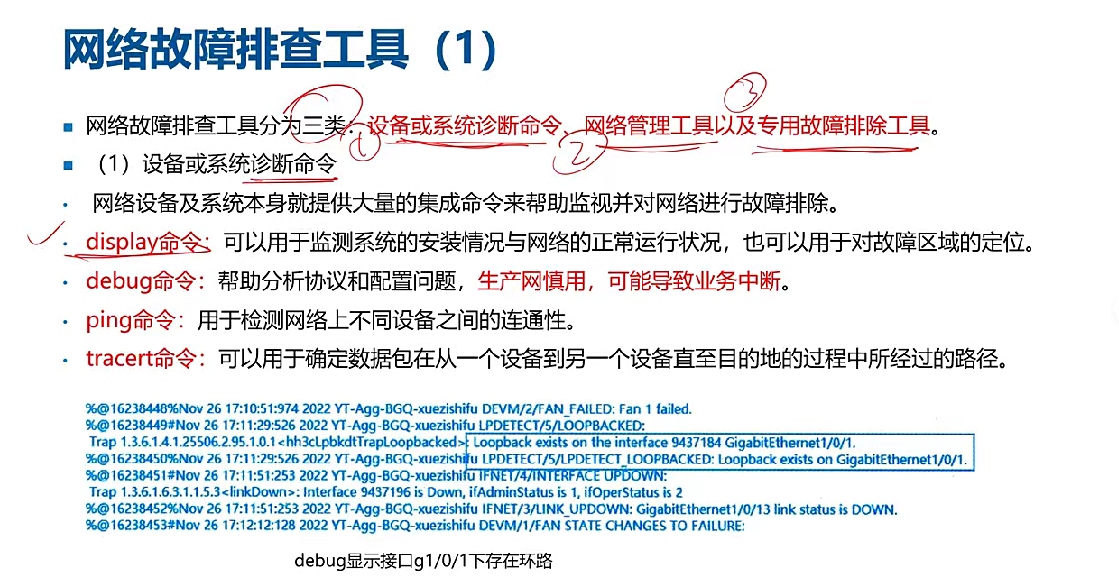 网络故障排查工具（1）
网络故障排查工具分为三类：设备或系统诊断命令、网络管理工具以及专用故障排除工具。
① ② ③
（1）设备或系统诊断命令
网络设备及系统本身就提供大量的集成命令来帮助监视并对网络进行故障排除。
display命令：可以用于监测系统的安装情况与网络的正常运行状况，也可以用于对故障区域的定位。
debug命令：帮助分析协议和配置问题，生产网慎用，可能导致业务中断。
ping命令：用于检测网络上不同设备之间的连通性。
tracert命令：可以用于确定数据包在从一个设备到另一个设备直至目的地的过程中所经过的路径。
%@16238448%Nov 26 17:10:51:974 2022 YT-Agg-BGQ-xuezishifu DEVM/2/FAN_FAILED: Fan 1 failed.
%@16238449#Nov 26 17:11:29:526 2022 YT-Agg-BGQ-xuezishifu LPDETECT/5/LOOPBACKED:
Trap 1.3.6.1.4.1.25506.2.95.1.0.1<hh3cLpbkdtTrapLoopbacked>: Loopback exists on the interface 9437184 GigabitEthernet1/0/1.
%@16238450%Nov 26 17:11:29:526 2022 YT-Agg-BGQ-xuezishifu LPDETECT/5/LPDETECT_LOOPBACKED: Loopback exists on GigabitEthernet1/0/1.
%@16238451#Nov 26 17:11:51:253 2022 YT-Agg-BGQ-xuezishifu IFNET/4/INTERFACE UPDOWN:
Trap 1.3.6.1.6.3.1.1.5.3<linkDown>: Interface 9437196 is Down, ifAdminStatus is 1, ifOperStatus is 2
%@16238452%Nov 26 17:11:51:253 2022 YT-Agg-BGQ-xuezishifu IFNET/3/LINK_UPDOWN: GigabitEthernet1/0/13 link status is DOWN.
%@16238453#Nov 26 17:12:12:128 2022 YT-Agg-BGQ-xuezishifu DEVM/1/FAN STATE CHANGES TO FAILURE:
debug显示接口g1/0/1下存在环路